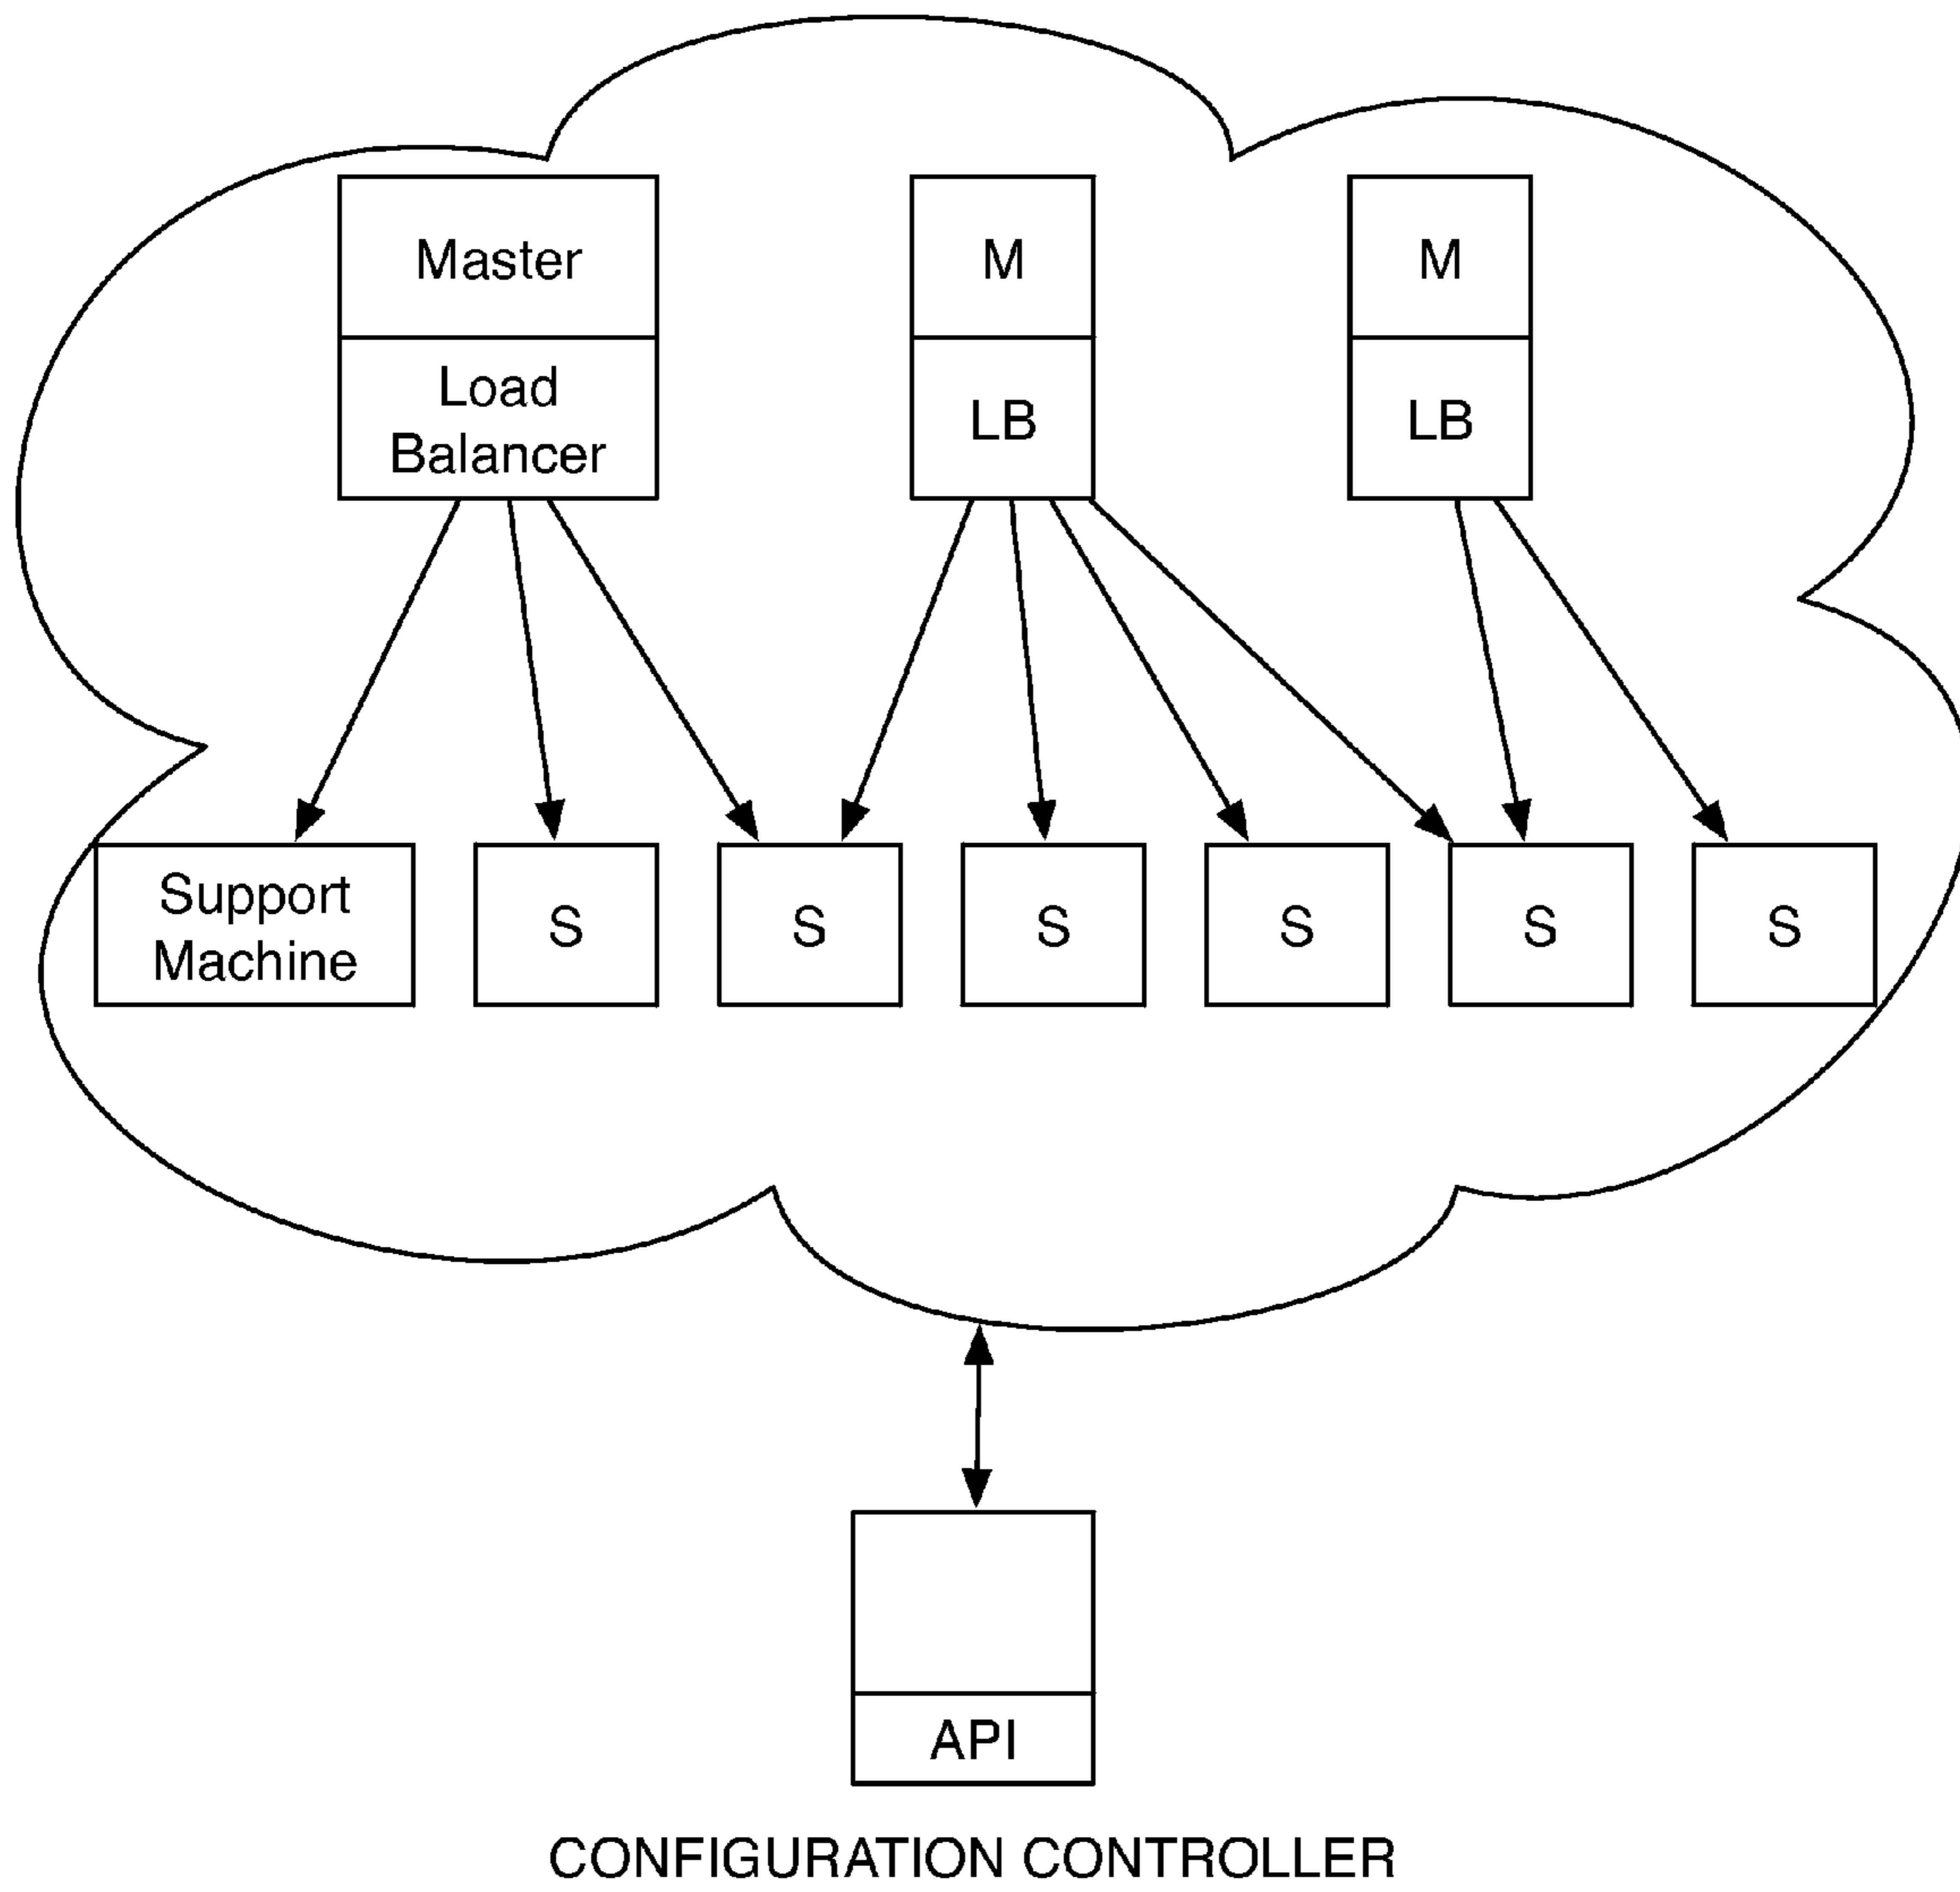 Master
Load
Balancer
M
LB
M
LB
Support
Machine
S
S
S
S
S
S
API
CONFIGURATION CONTROLLER